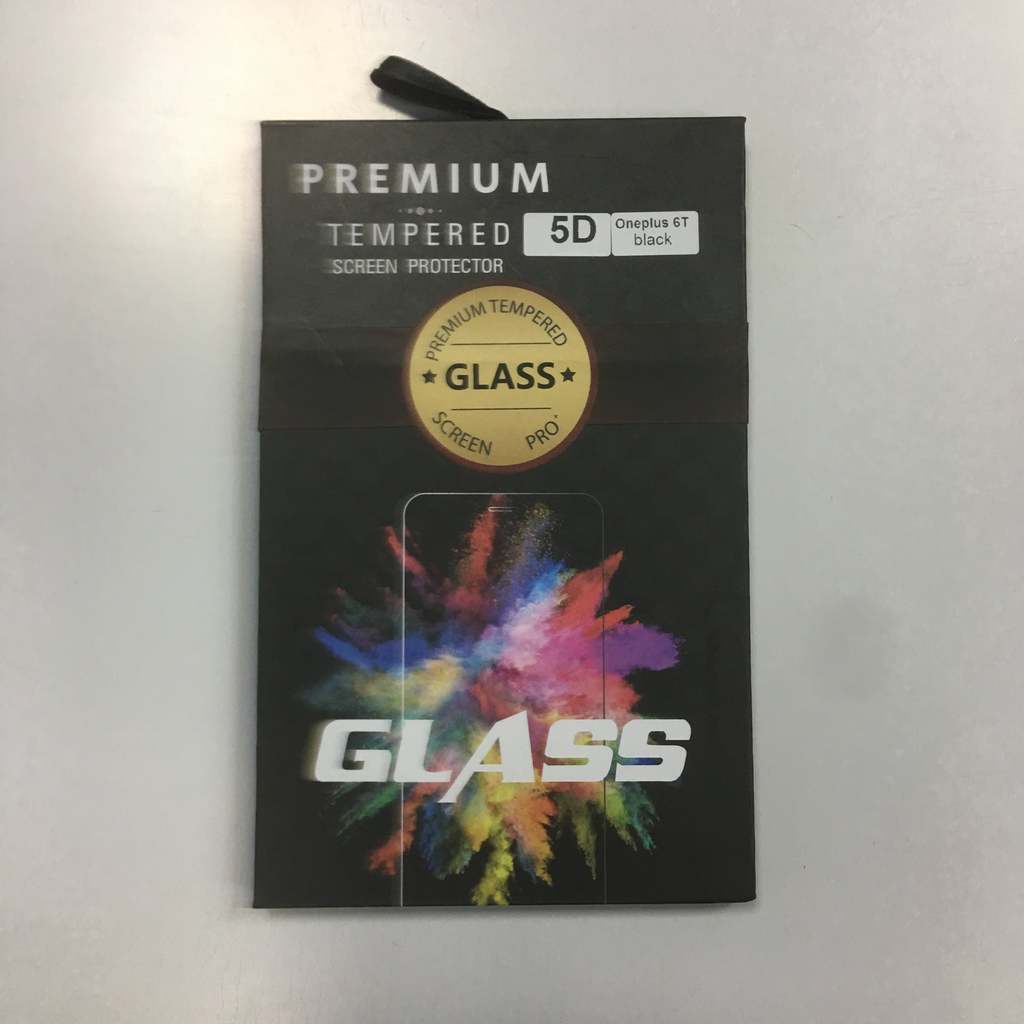 PREMIUM
TEMPERED
SCREEN PROTECTOR
5D
Oneplus 6T
black
PREMIUM TEMPERED
GLASS
SCREEN PRO+
GLASS